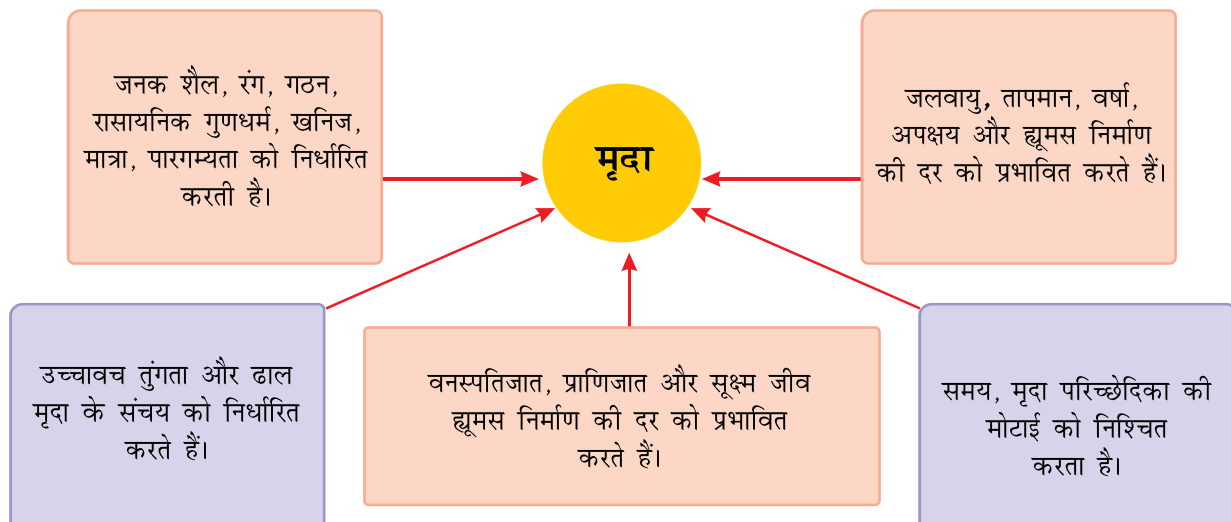 जनक शैल, रंग, गठन,
रासायनिक गुणधर्म, खनिज,
मात्रा, पारगम्यता को निर्धारित
करती है।
मृदा
जलवायु, तापमान, वर्षा,
अपक्षय और ह्यूमस निर्माण
की दर को प्रभावित करते हैं।
उच्चावच तुंगता और ढाल
मृदा के संचय को निर्धारित
करते हैं।
वनस्पतिजात, प्राणिजात और सूक्ष्म जीव
ह्यूमस निर्माण की दर को प्रभावित
करते हैं।
समय, मृदा परिच्छेदिका की
मोटाई को निश्चित
करता है।